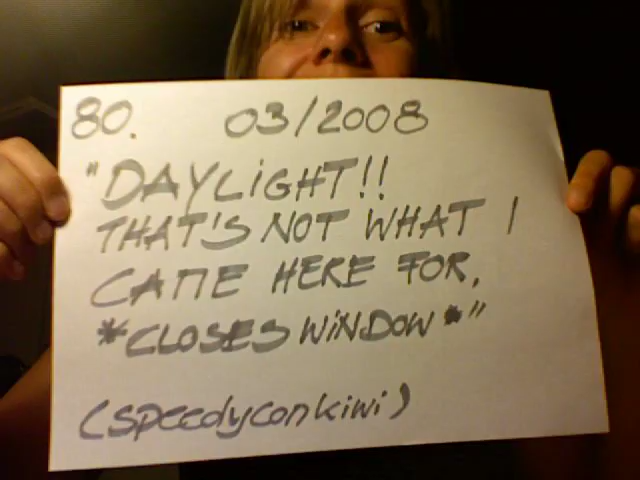 80. 03/2008
"DAYLiGHT!!
THAT'S NOT WHAT I
CAME HERE FOR.
*CLOSES WiNDOW*"
(speedyconkiwi)